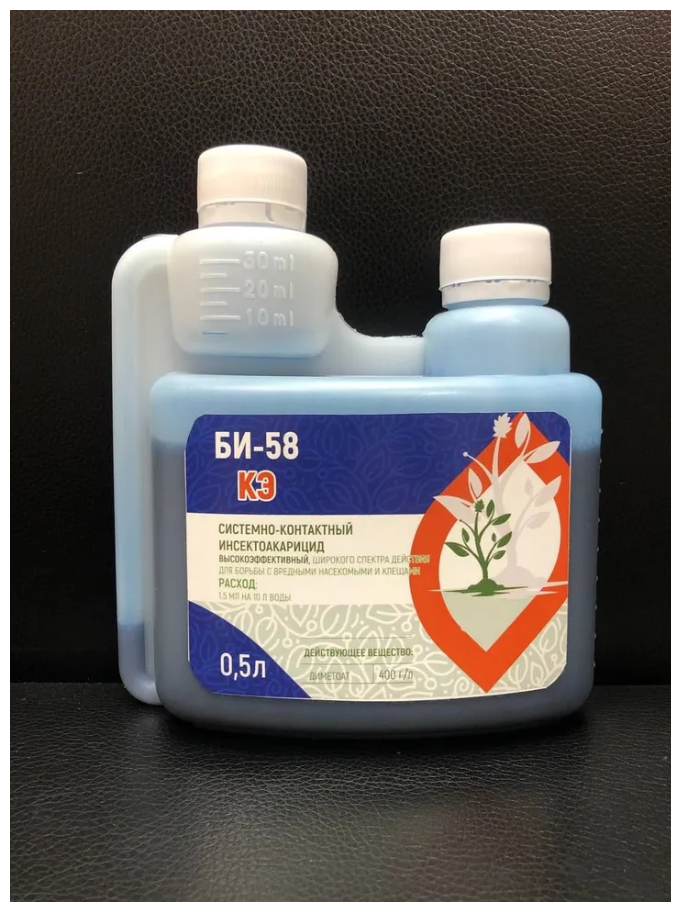 30ml
20ml
10ml
БИ-58
КЭ
СИСТЕМНО-КОНТАКТНЫЙ
ИНСЕКТОАКАРИЦИД
ВЫСОКОЭФФЕКТИВНЫЙ, ШИРОКОГО СПЕКТРА ДЕЙСТВИЯ
ДЛЯ БОРЬБЫ С ВРЕДНЫМИ НАСЕКОМЫМИ И КЛЕЩАМИ
РАСХОД:
1.5 МЛ НА 10 Л ВОДЫ
0,5л
ДЕЙСТВУЮЩЕЕ ВЕЩЕСТВО:
ДИМЕТОАТ 400 г/л